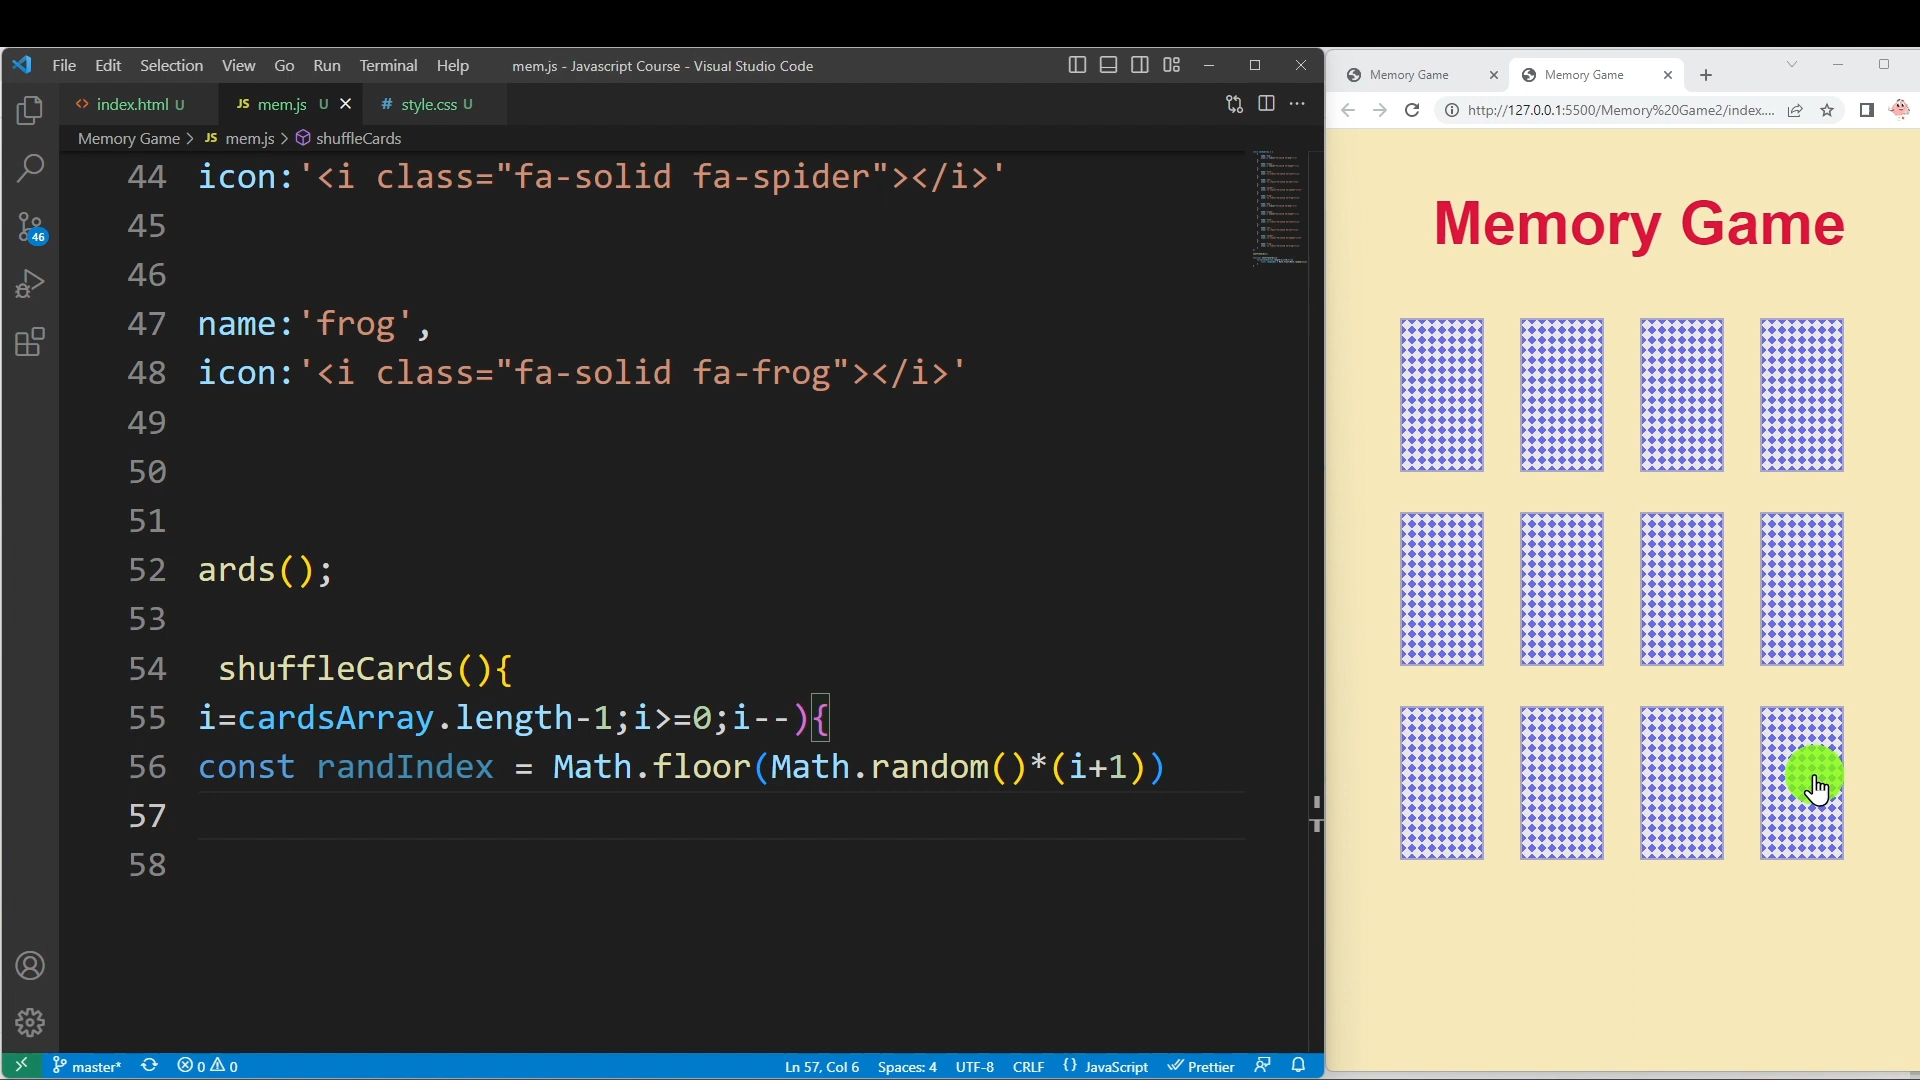 File Edit Selection View Go Run Terminal Help mem.js - Javascript Course - Visual Studio Code
index.html U JS mem.js U # style.css U
Memory Game > JS mem.js > shuffleCards
44 icon:'<i class="fa-solid fa-spider"></i>'
45
46
47 name:'frog',
48 icon:'<i class="fa-solid fa-frog"></i>'
49
50
51
52 ards();
53
54 shuffleCards(){
55 i=cardsArray.length-1;i>=0;i--){
56 const randIndex = Math.floor(Math.random()*(i+1))
57
58
46
master* 0 0 Ln 57, Col 6 Spaces: 4 UTF-8 CRLF {} JavaScript Prettier
Memory Game Memory Game
http://127.0.0.1:5500/Memory%20Game2/index....
Memory Game